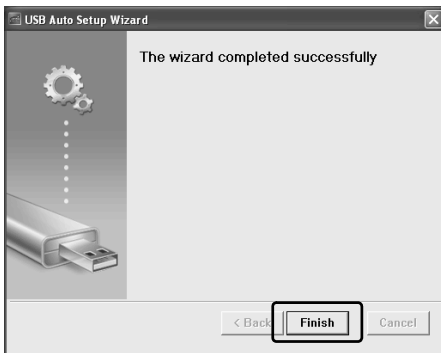 USB Auto Setup Wizard
The wizard completed successfully
< Back Finish Cancel